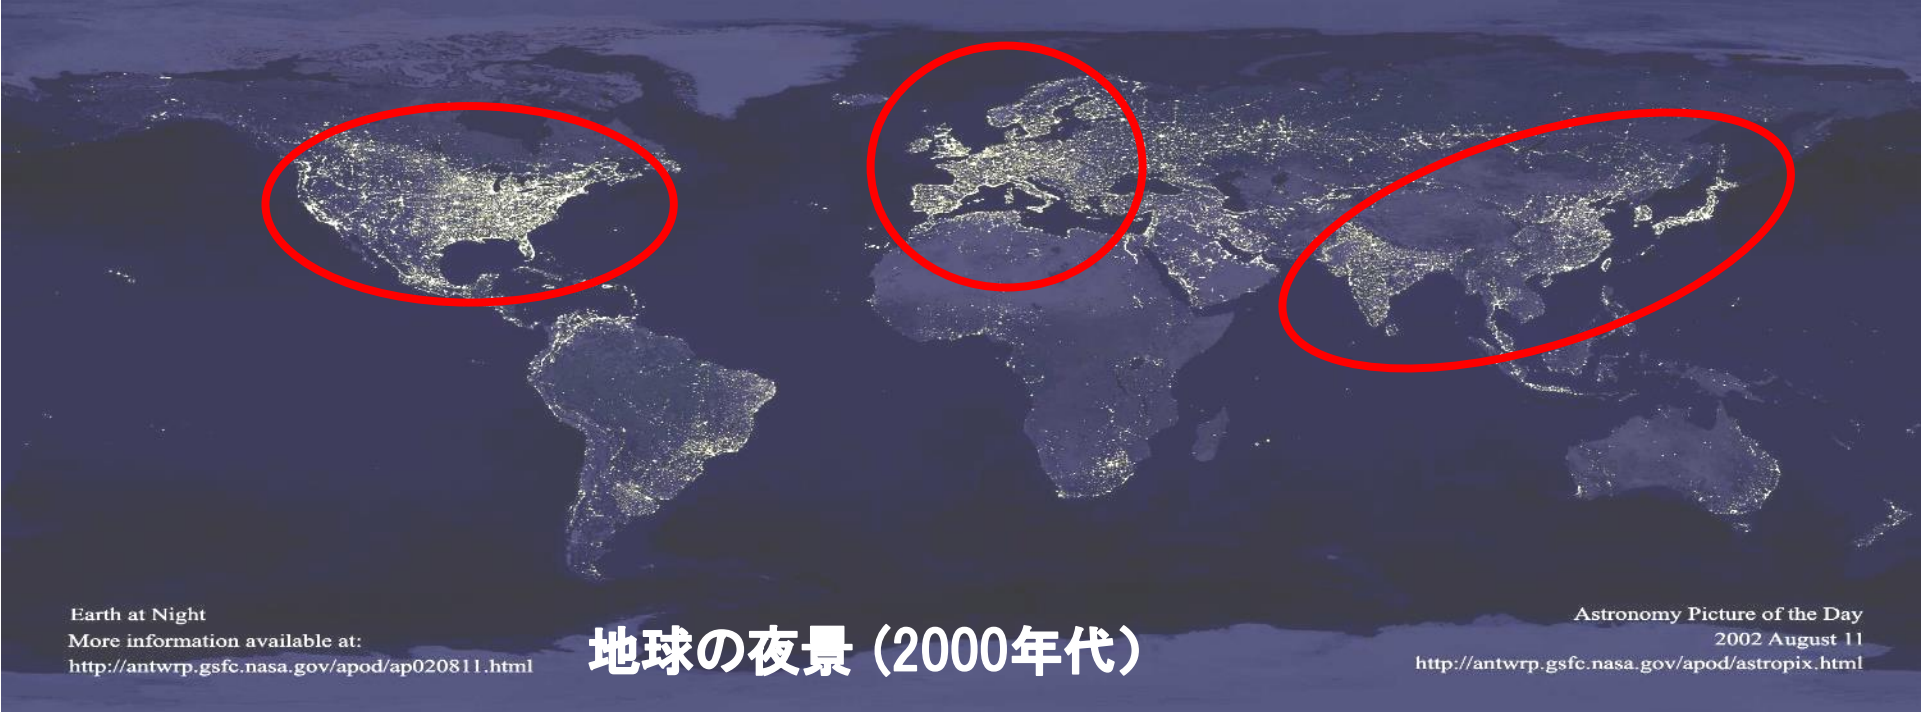 Earth at Night
More information available at:
http://antwrp.gsfc.nasa.gov/apod/ap020811.html
地球の夜景（2000年代）
Astronomy Picture of the Day
2002 August 11
http://antwrp.gsfc.nasa.gov/apod/astropix.html